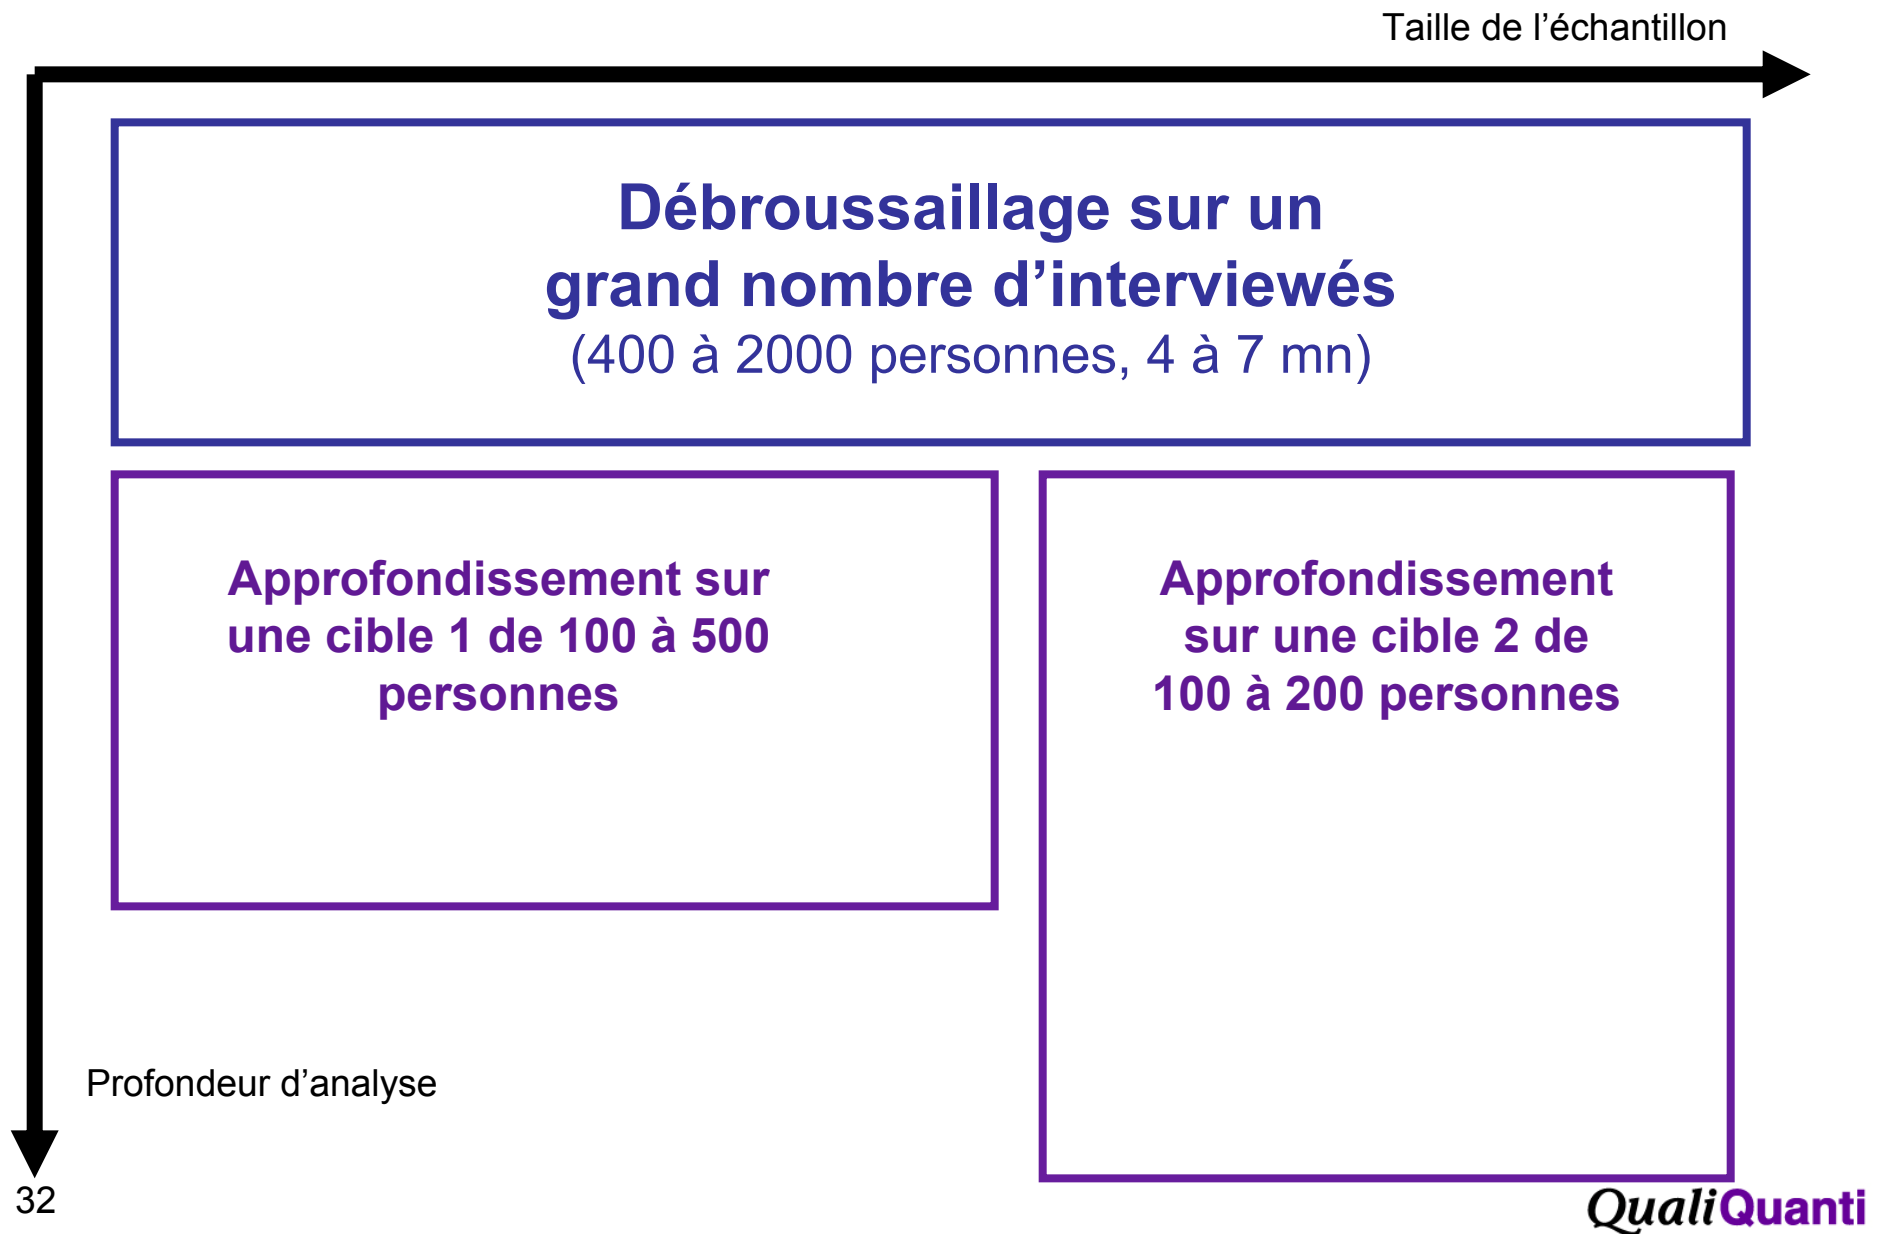 Taille de l’échantillon
Débroussaillage sur un
grand nombre d’interviewés
(400 à 2000 personnes, 4 à 7 mn)
Approfondissement sur
une cible 1 de 100 à 500
personnes
Approfondissement
sur une cible 2 de
100 à 200 personnes
Profondeur d’analyse
32
QualiQuanti